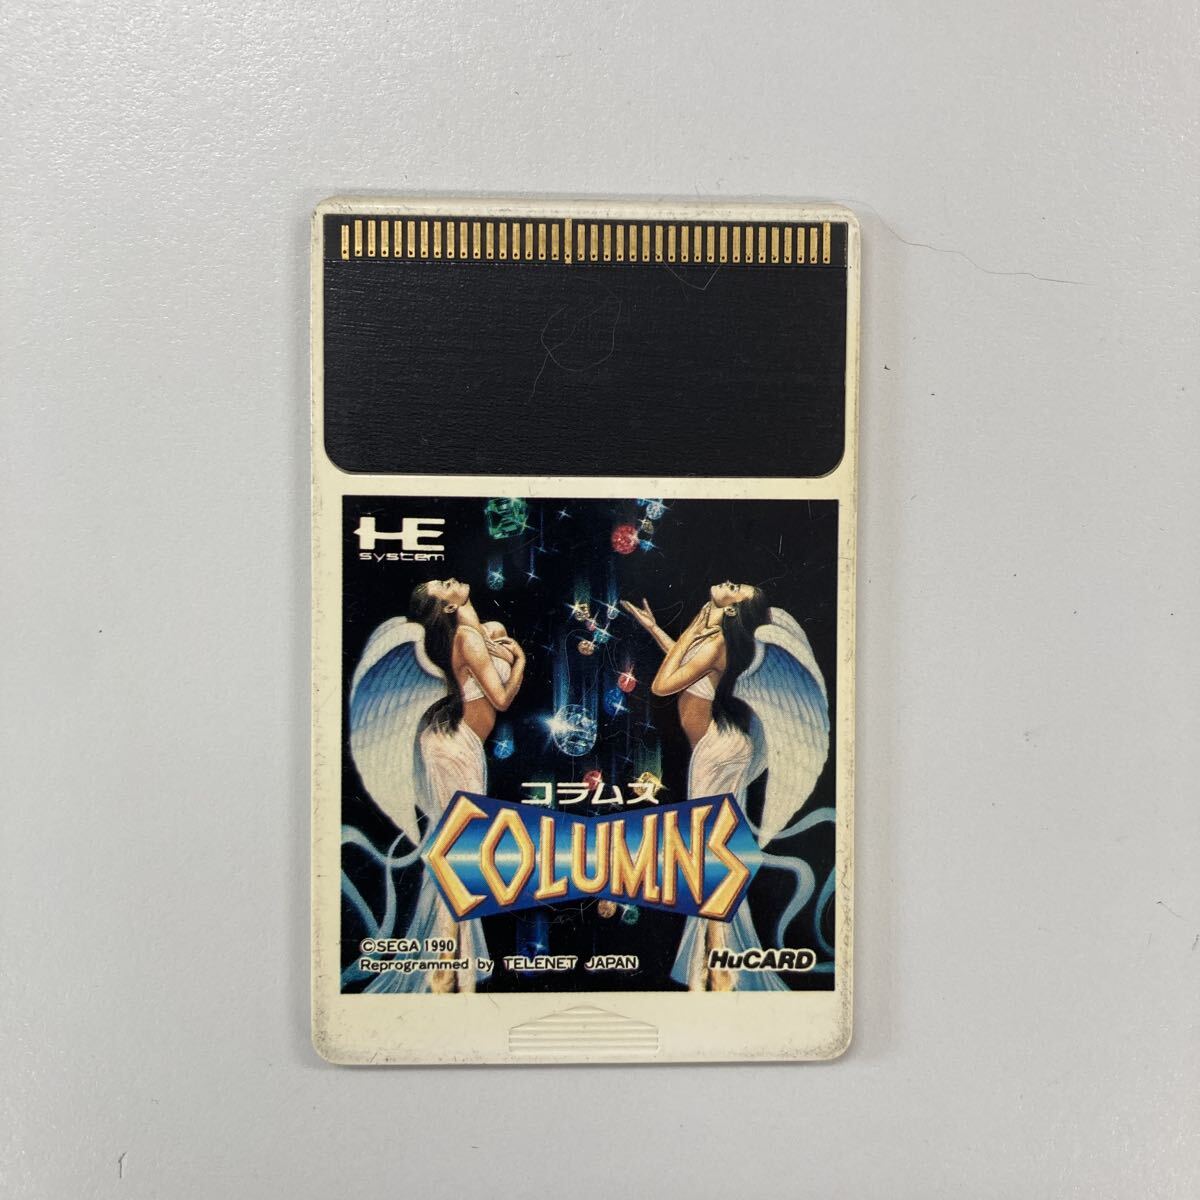 HE
system
コラムス
COLUMNS
©SEGA 1990
Reprogrammed by TELENET JAPAN
HuCARD